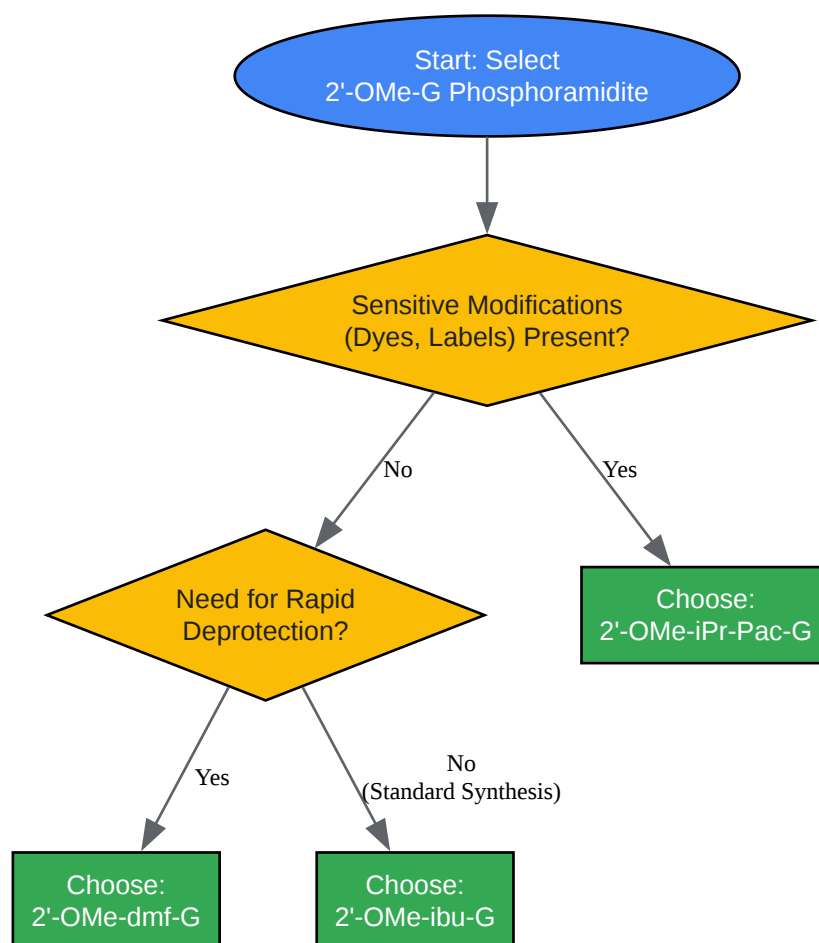 Start: Select
2'-OMe-G Phosphoramidite
Sensitive Modifications
(Dyes, Labels) Present?
No
Yes
Need for Rapid
Deprotection?
Choose:
2'-OMe-iPr-Pac-G
Yes
No
(Standard Synthesis)
Choose:
2'-OMe-dmf-G
Choose:
2'-OMe-ibu-G